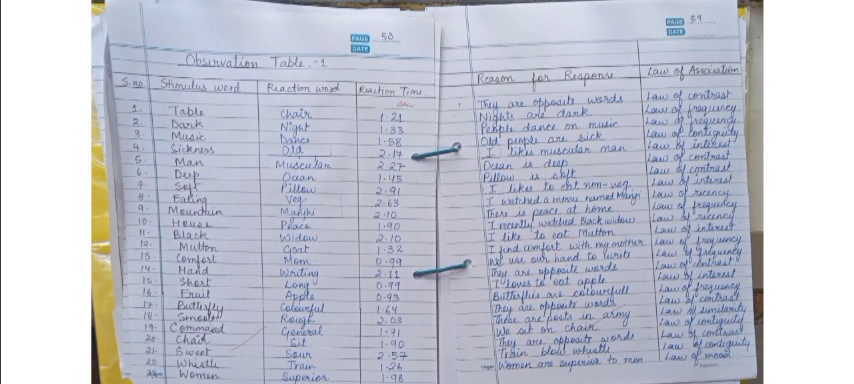 PAGE 58
DATE
Observation Table -1
S.no Stimulus word Reaction word Reaction Time
sec
1. Table Chair 1.21
2. Dark Night 1.33
3. Music Dance 1.58
4. Sickness Old 2.17
5. Man Muscular 2.27
6. Deep Ocean 1.45
7. Soft Pillow 2.91
8. Eating Veg 2.63
9. Mountain Manjhi 2.10
10. House Peace 1.90
11. Black Widow 2.10
12. Mutton Goat 1.32
13 Comfort Mom 0.99
14. Hand Writing 2.11
15. Short Long 0.99
16. Fruit Apple 0.93
17. Butterfly Colourful 1.64
18. Smooth Rough 2.03
19. Command General 1.71
20 Chair Sit 1.90
21. Sweet Sour 2.57
22. Whistle Train 1.26
Women Superior 1.98
PAGE 59
DATE
Reason for Response Law of Association
They are opposite words Law of contrast
Nights are dark Law of frequency
People dance on music Law of frequency
Old people are sick Law of contiguity
I likes muscular man Law of interest
Ocean is deep Law of contrast
Pillow is soft Law of contrast
I likes to eat non-veg Law of interest
I watched a movie named Manjhi Law of recency
There is peace at home Law of frequency
I recently watched Black widow Law of recency
I like to eat Mutton Law of interest
I find comfort with my mother Law of frequency
We use our hand to write Law of frequency
They are opposite words Law of contrast
I loves to eat apple Law of interest
Butterflies are colourfull Law of frequency
They are opposite words Law of contrast
These are posts in army Law of similarity
We sit on chair Law of contiguity
They are opposite words Law of contrast
Train blow whistle Law of contiguity
Women are superior to men Law of